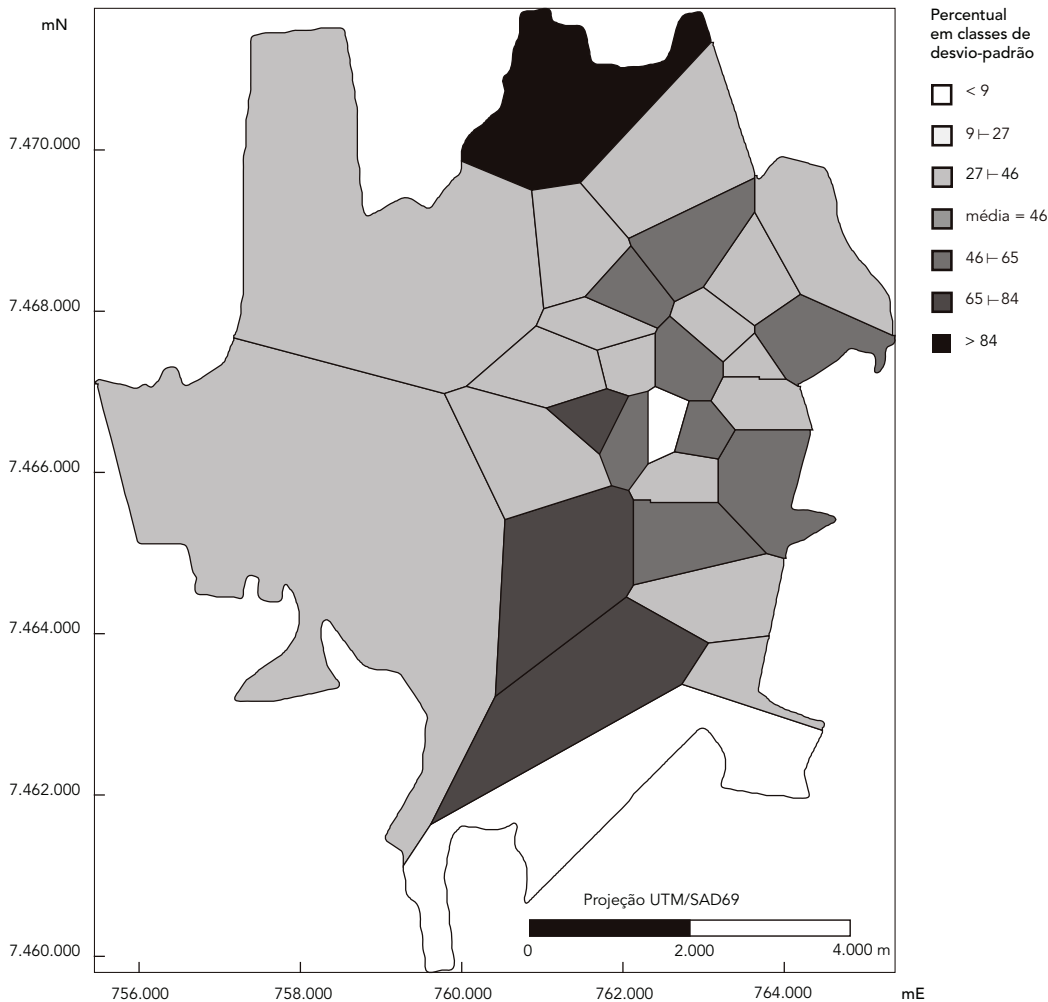 mN
7.470.000
7.468.000
7.466.000
7.464.000
7.462.000
7.460.000
756.000
758.000
760.000
762.000
764.000
mE
Projeção UTM/SAD69
0
2.000
4.000 m
Percentual
em classes de
desvio-padrão
< 9
9⊢27
27⊢46
média = 46
46⊢65
65⊢84
> 84